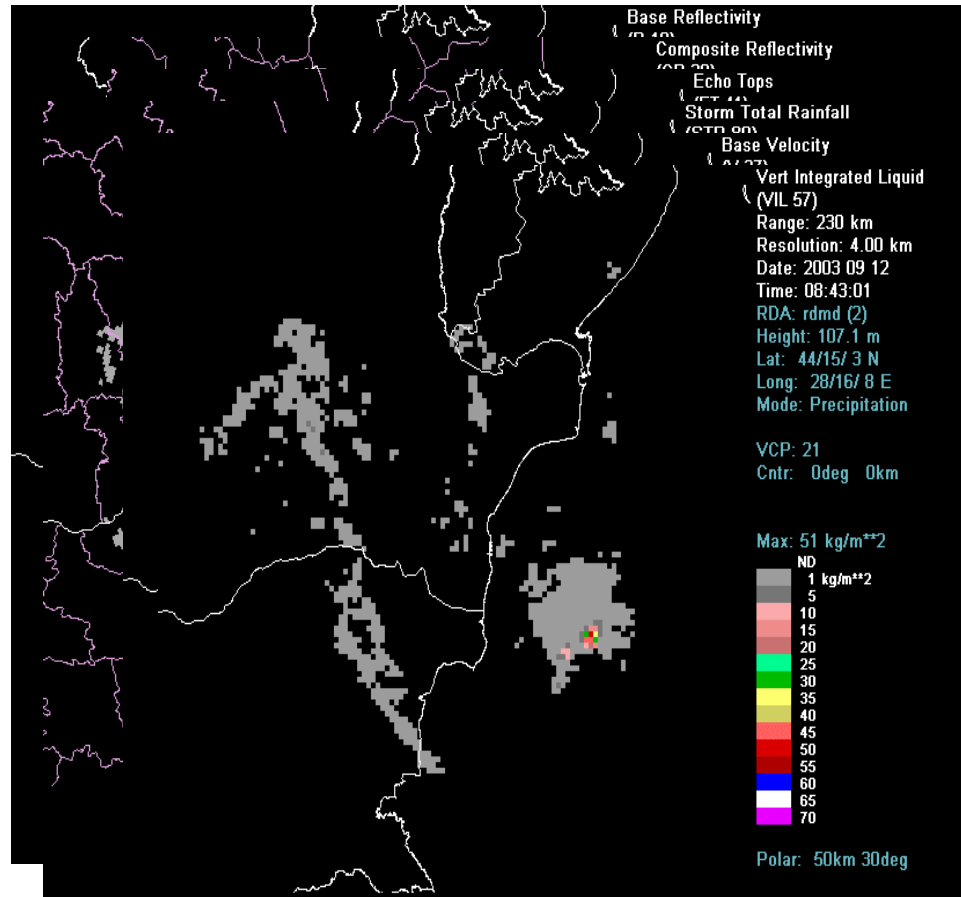 Base Reflectivity
Composite Reflectivity
Echo Tops
Storm Total Rainfall
Base Velocity
Vert Integrated Liquid
(VIL 57)
Range: 230 km
Resolution: 4.00 km
Date: 2003 09 12
Time: 08:43:01
RDA: rdmd (2)
Height: 107.1 m
Lat: 44/15/ 3 N
Long: 28/16/ 8 E
Mode: Precipitation
VCP: 21
Cntr: 0deg 0km
Max: 51 kg/m**2
ND
1 kg/m**2
5
10
15
20
25
30
35
40
45
50
55
60
65
70
Polar: 50km 30deg